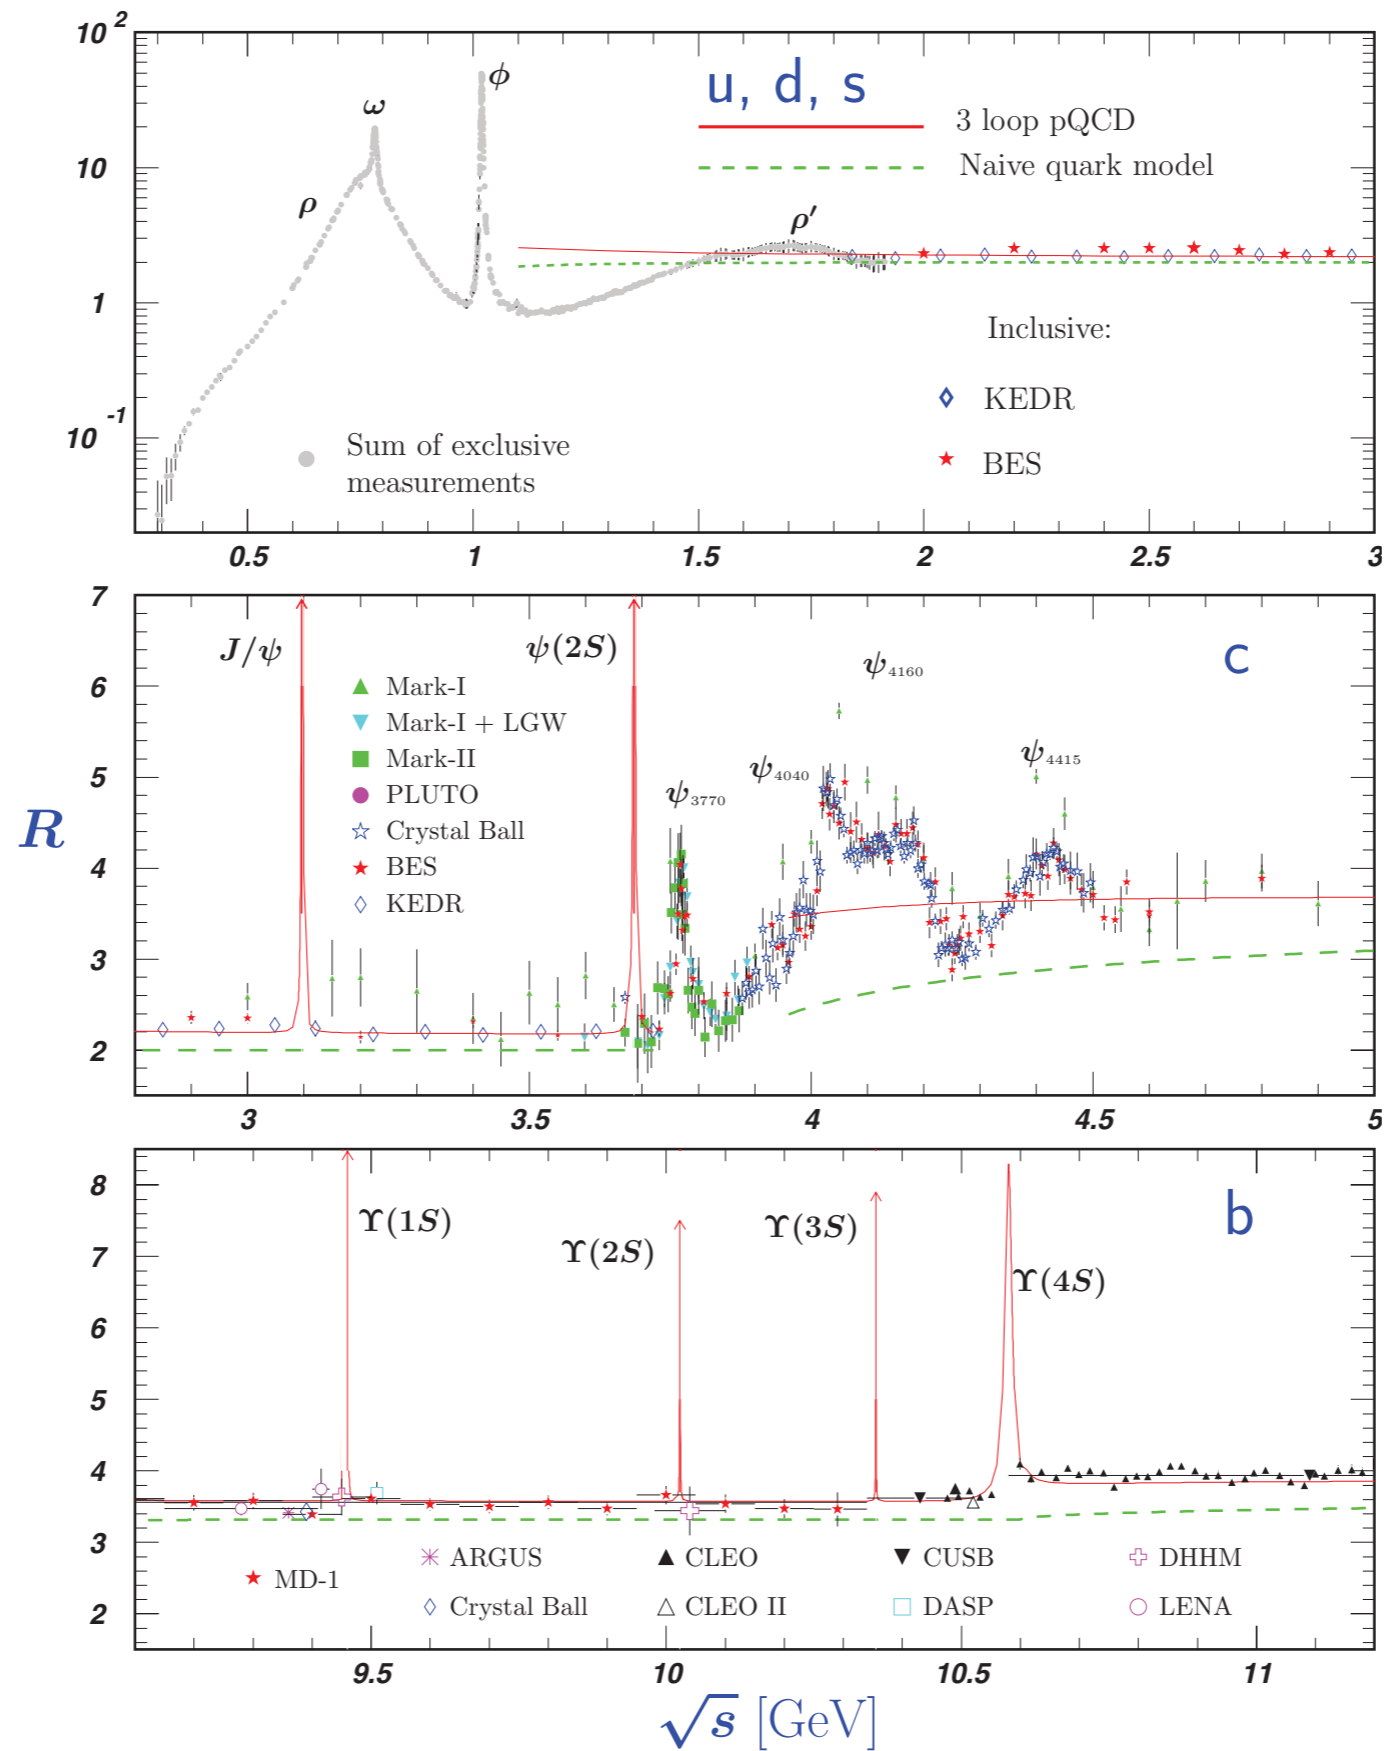 10 2
10
1
10 -1
ω
φ
ρ
ρ′
u, d, s
3 loop pQCD
Naive quark model
Inclusive:
KEDR
BES
Sum of exclusive
measurements
0.5 1 1.5 2 2.5 3
R
7
6
5
4
3
2
J/ψ
ψ(2S)
Mark-I
Mark-I + LGW
Mark-II
PLUTO
Crystal Ball
BES
KEDR
ψ3770
ψ4040
ψ4160
ψ4415
c
3 3.5 4 4.5 5
8
7
6
5
4
3
2
ϒ(1S)
ϒ(2S)
ϒ(3S)
ϒ(4S)
b
MD-1
ARGUS CLEO CUSB DHHM
Crystal Ball CLEO II DASP LENA
9.5 10 10.5 11
√s [GeV]